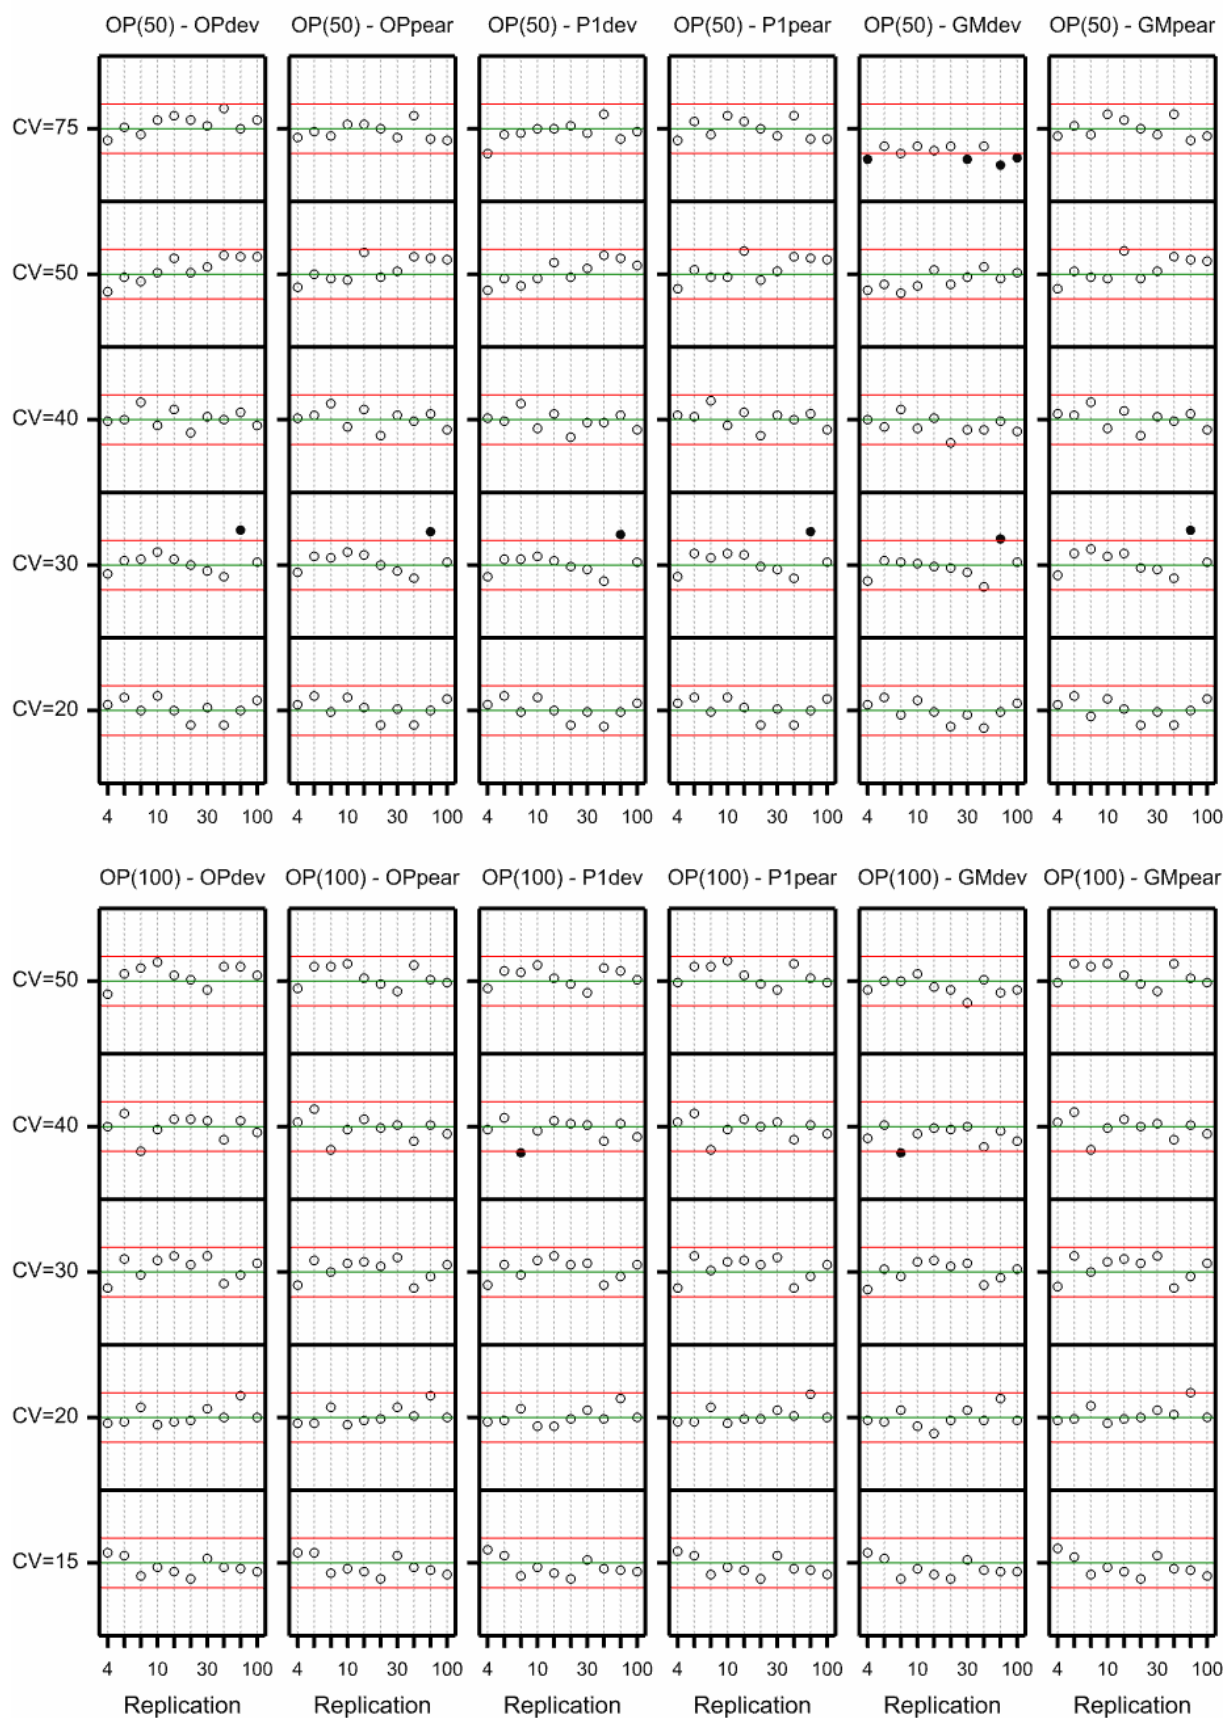 OP(50) - OPdev OP(50) - OPpear OP(50) - P1dev OP(50) - P1pear OP(50) - GMdev OP(50) - GMpear
CV=75
CV=50
CV=40
CV=30
CV=20
4 10 30 100 4 10 30 100 4 10 30 100 4 10 30 100 4 10 30 100 4 10 30 100
OP(100) - OPdev OP(100) - OPpear OP(100) - P1dev OP(100) - P1pear OP(100) - GMdev OP(100) - GMpear
CV=50
CV=40
CV=30
CV=20
CV=15
4 10 30 100 4 10 30 100 4 10 30 100 4 10 30 100 4 10 30 100 4 10 30 100
Replication Replication Replication Replication Replication Replication